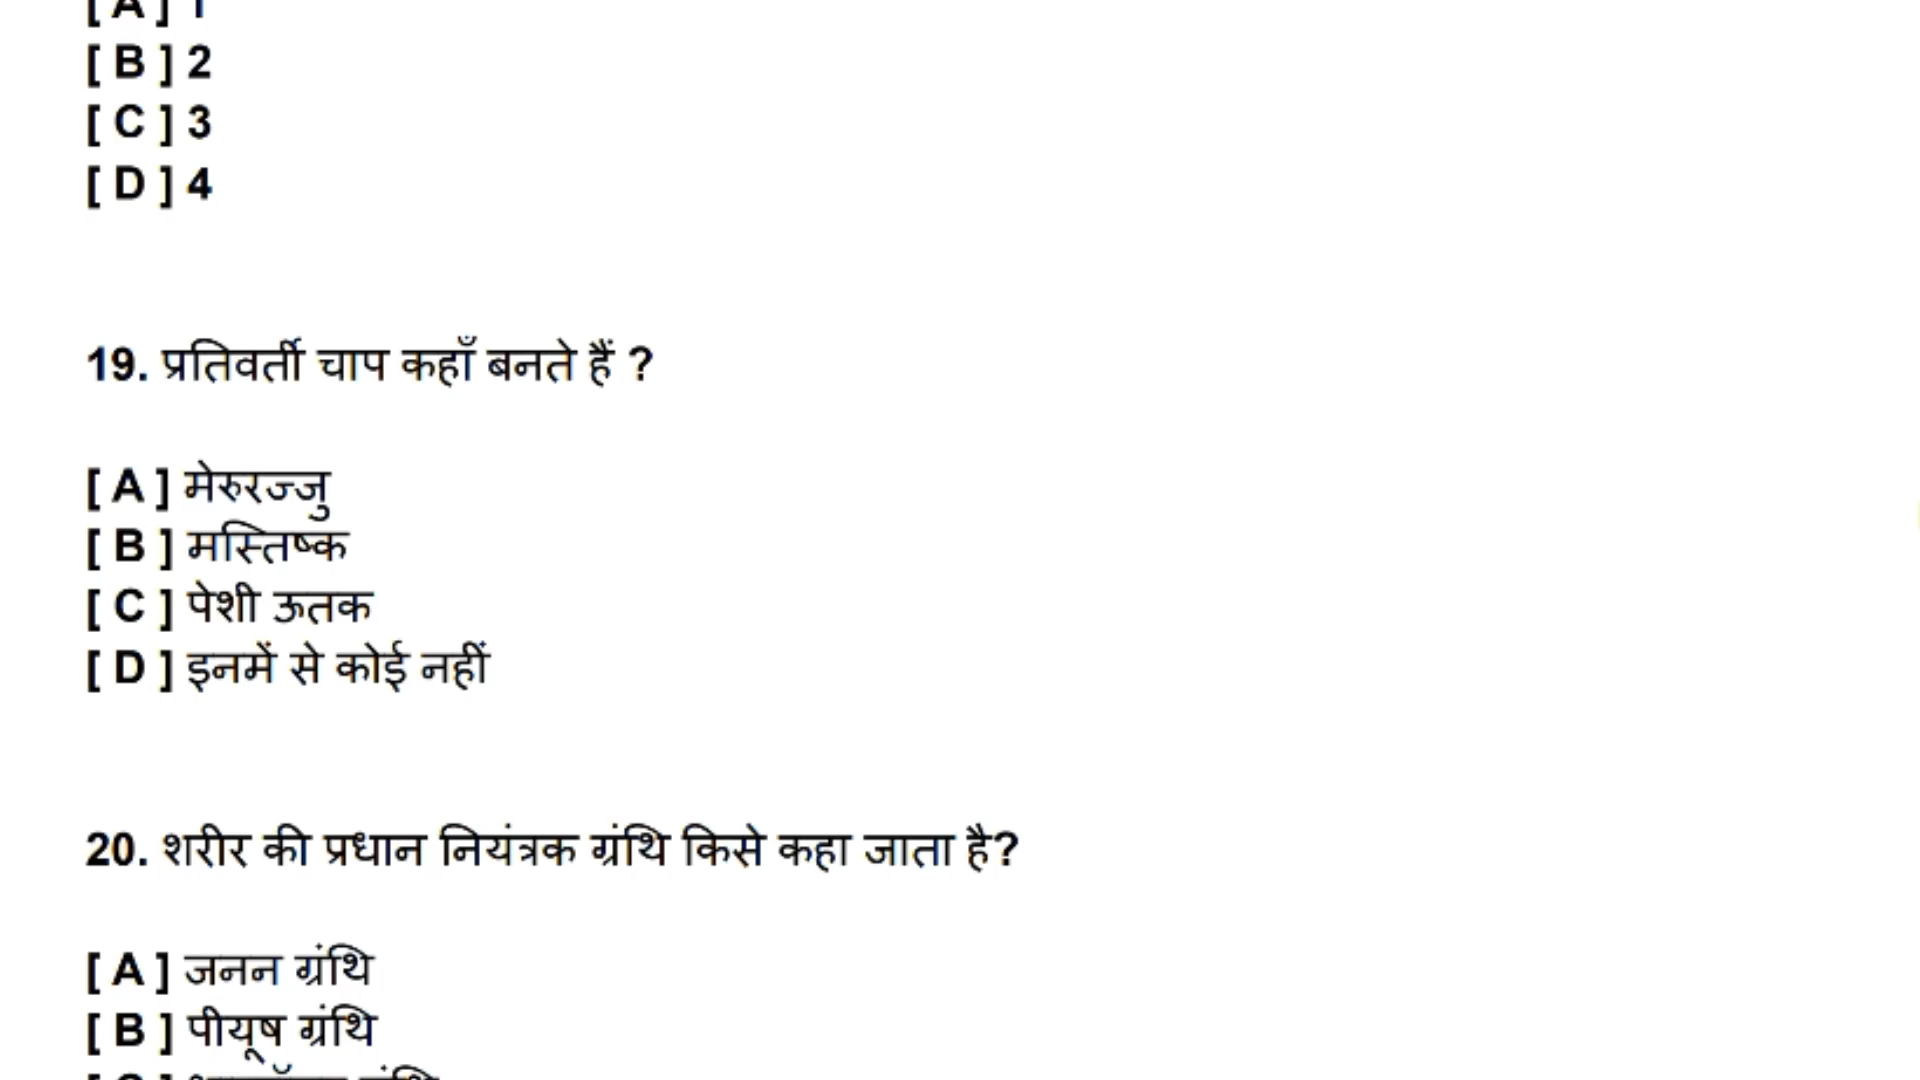 [ A ] 1
[ B ] 2
[ C ] 3
[ D ] 4
19. प्रतिवर्ती चाप कहाँ बनते हैं ?
[ A ] मेरुरज्जु
[ B ] मस्तिष्क
[ C ] पेशी ऊतक
[ D ] इनमें से कोई नहीं
20. शरीर की प्रधान नियंत्रक ग्रंथि किसे कहा जाता है?
[ A ] जनन ग्रंथि
[ B ] पीयूष ग्रंथि